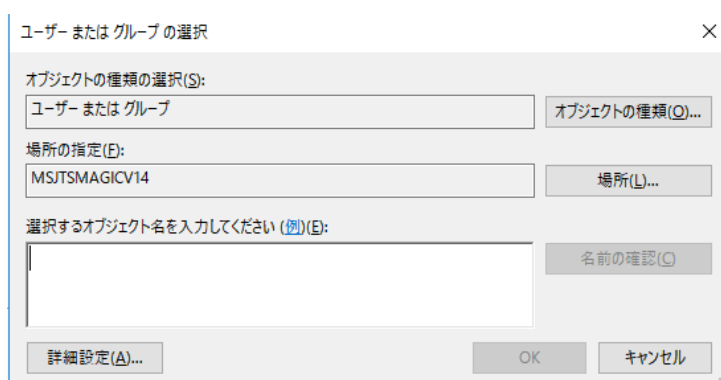 ユーザー または グループ の選択
オブジェクトの種類の選択(S):
ユーザー または グループ
オブジェクトの種類(O)...
場所の指定(F):
MSJTSMAGICV14
場所(L)...
選択するオブジェクト名を入力してください (例)(E):
名前の確認(C)
詳細設定(A)...
OK
キャンセル